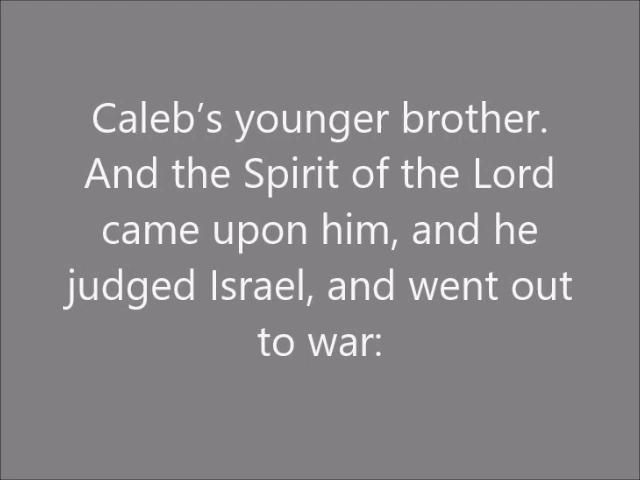 Caleb’s younger brother.
And the Spirit of the Lord
came upon him, and he
judged Israel, and went out
to war: